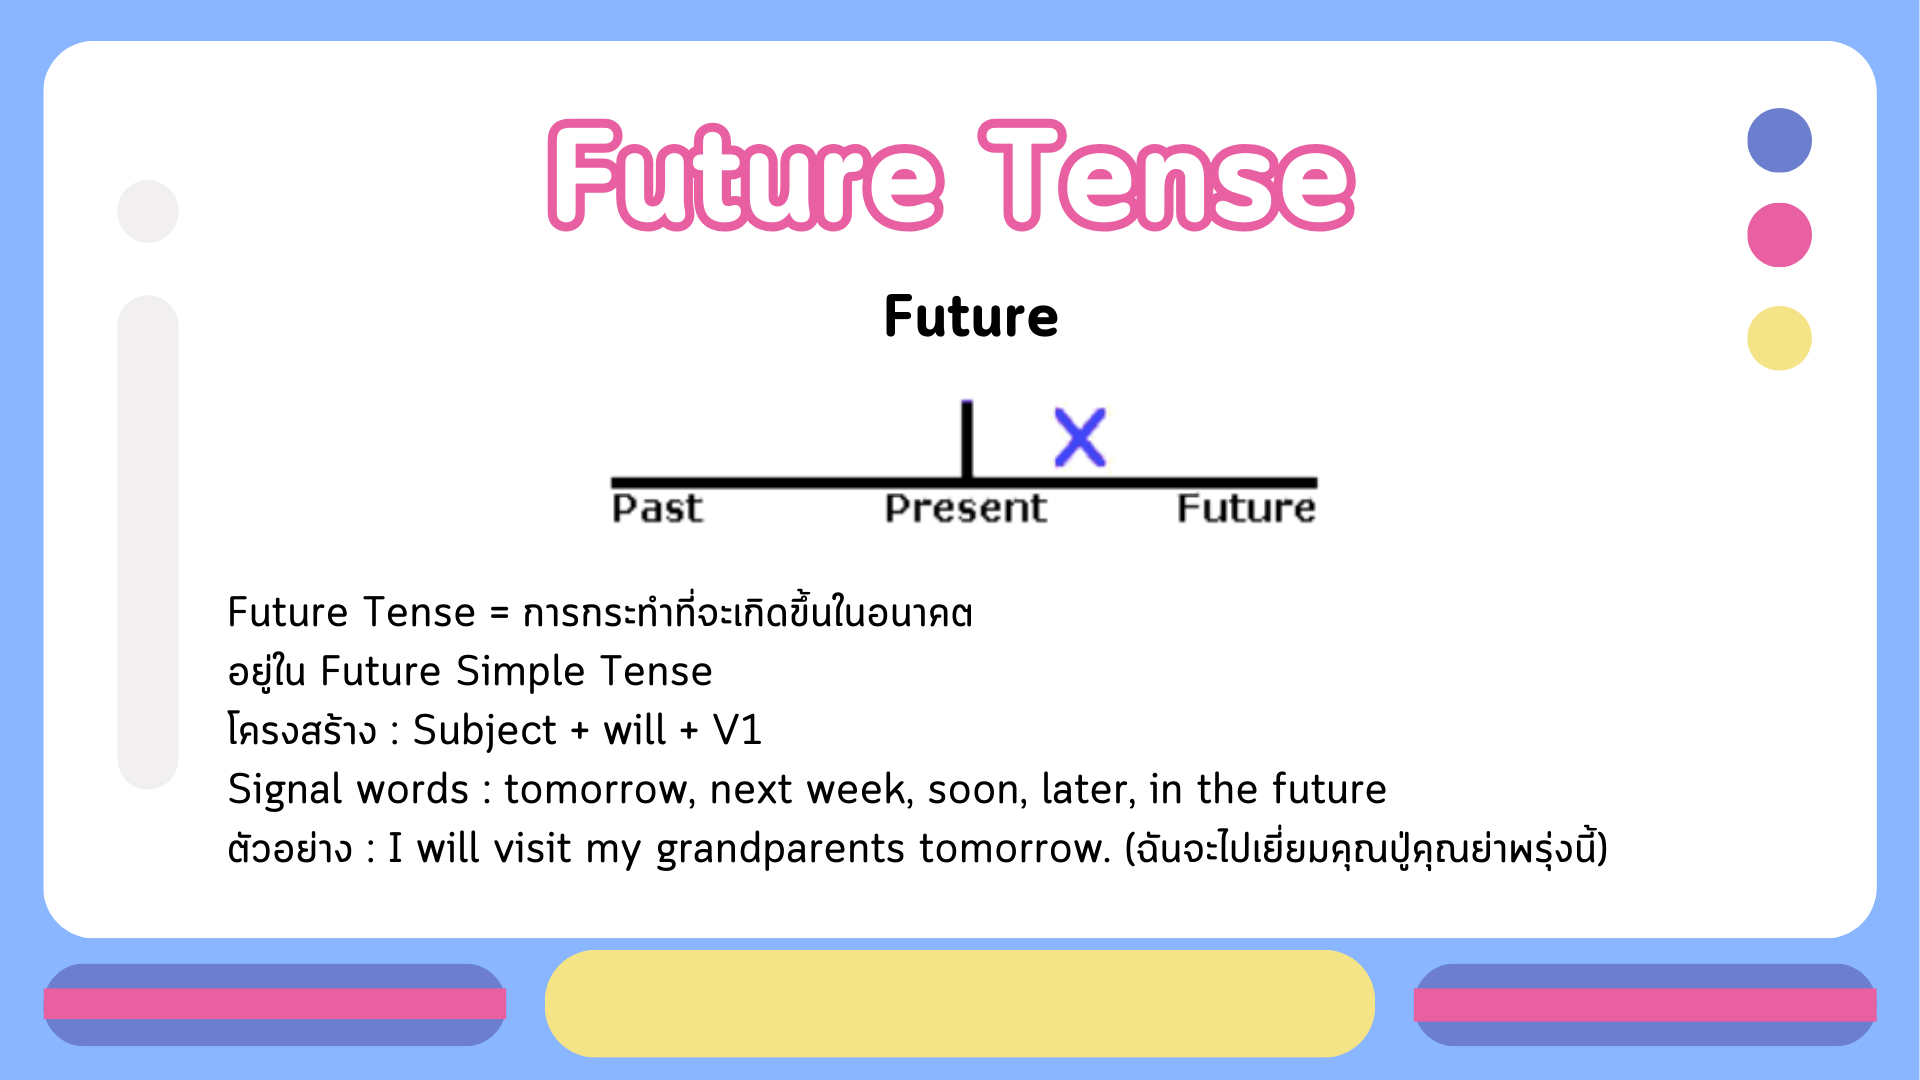 Future Tense
Future
Past Present Future
Future Tense = การกระทำที่จะเกิดขึ้นในอนาคต
อยู่ใน Future Simple Tense
โครงสร้าง : Subject + will + V1
Signal words : tomorrow, next week, soon, later, in the future
ตัวอย่าง : I will visit my grandparents tomorrow. (ฉันจะไปเยี่ยมคุณปู่คุณย่าพรุ่งนี้)